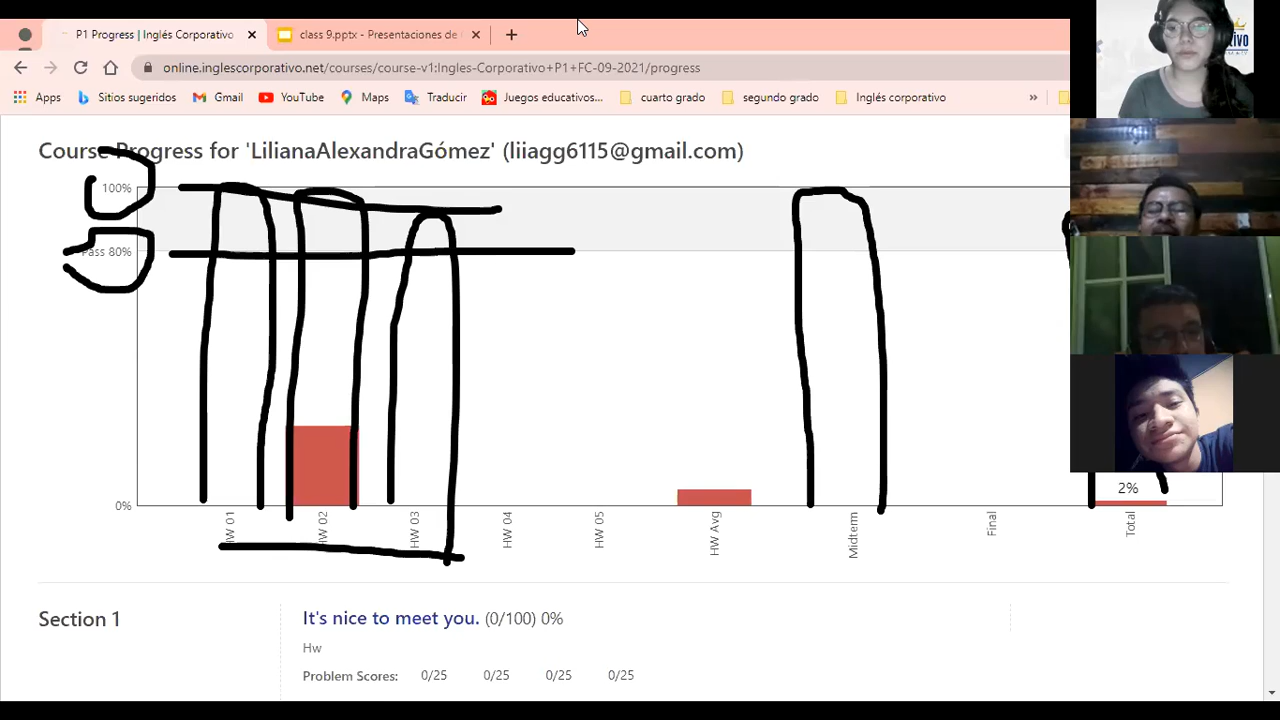 P1 Progress | Inglés Corporativo
class 9.pptx - Presentaciones de
online.inglescorporativo.net/courses/course-v1:Ingles-Corporativo+P1+FC-09-2021/progress
Apps Sitios sugeridos Gmail YouTube Maps Traducir Juegos educativos... cuarto grado segundo grado Inglés corporativo »
Course Progress for 'LilianaAlexandraGómez' (liiagg6115@gmail.com)
100%
Pass 80%
0%
2%
HW 01
HW 02
HW 03
HW 04
HW 05
HW Avg
Midterm
Final
Total
Section 1
It's nice to meet you. (0/100) 0%
Hw
Problem Scores: 0/25 0/25 0/25 0/25